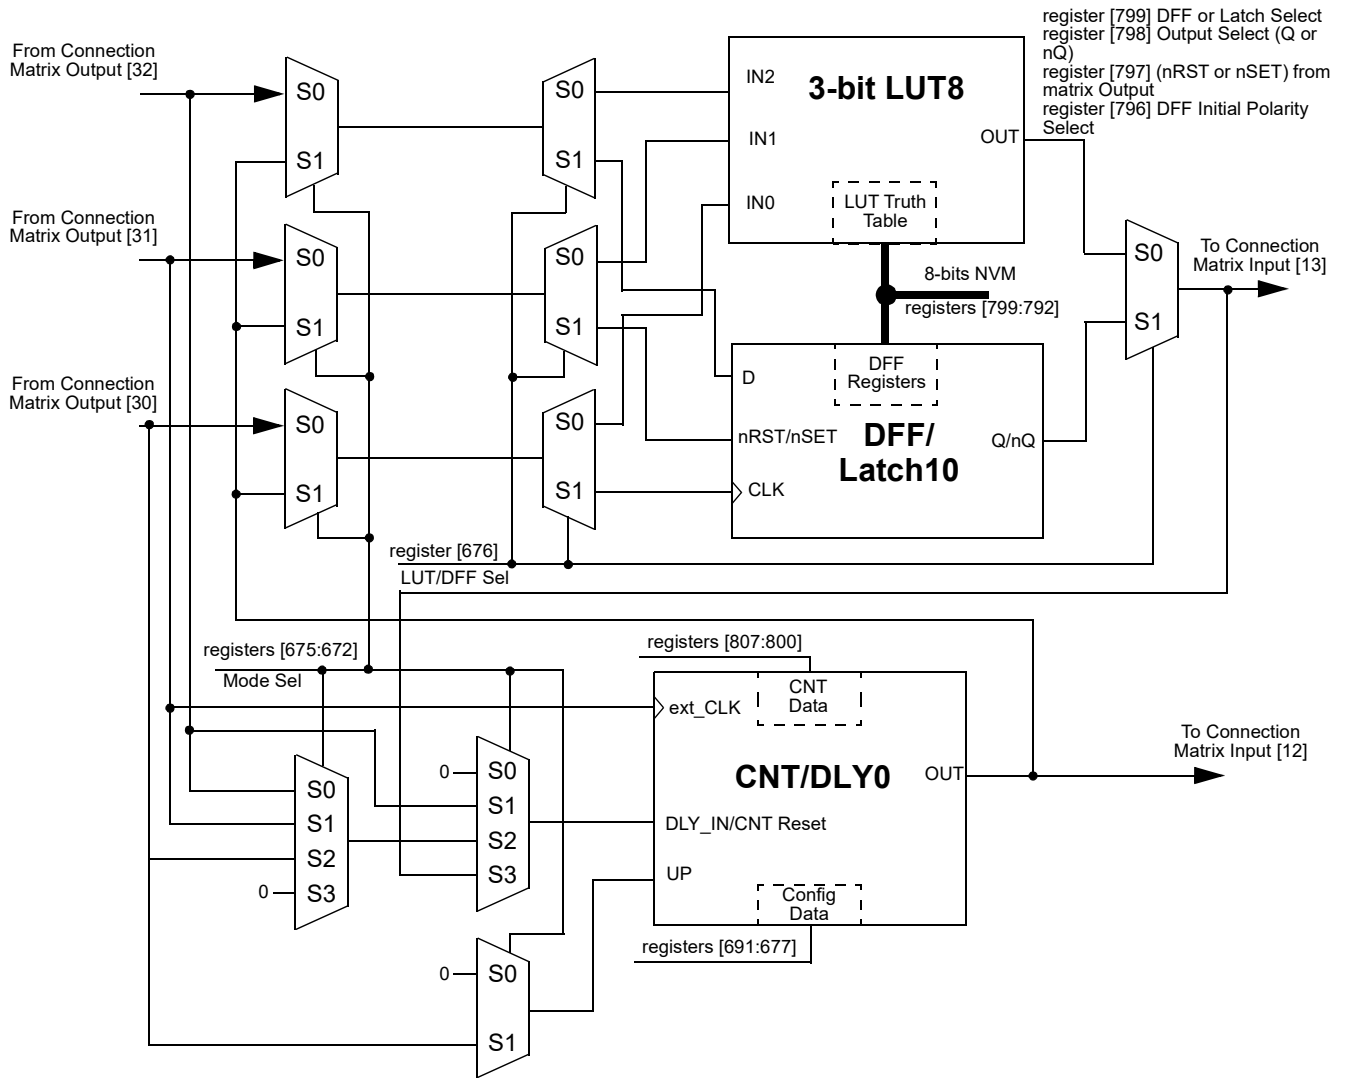 register [799] DFF or Latch Select
register [798] Output Select (Q or
nQ)
register [797] (nRST or nSET) from
matrix Output
register [796] DFF Initial Polarity
Select
From Connection
Matrix Output [32]
S0
S1
S0
S1
IN2
IN1
IN0
3-bit LUT8
OUT
LUT Truth
Table
From Connection
Matrix Output [31]
S0
S1
S0
S1
8-bits NVM
registers [799:792]
S0
S1
To Connection
Matrix Input [13]
From Connection
Matrix Output [30]
S0
S1
S0
S1
D
nRST/nSET
CLK
DFF
Registers
DFF/
Latch10
Q/nQ
register [676]
LUT/DFF Sel
registers [675:672]
Mode Sel
registers [807:800]
CNT
Data
ext_CLK
CNT/DLY0
OUT
To Connection
Matrix Input [12]
DLY_IN/CNT Reset
UP
Config
Data
registers [691:677]
S0
S1
S2
0
S3
0
S0
S1
S2
S3
0
S0
S1